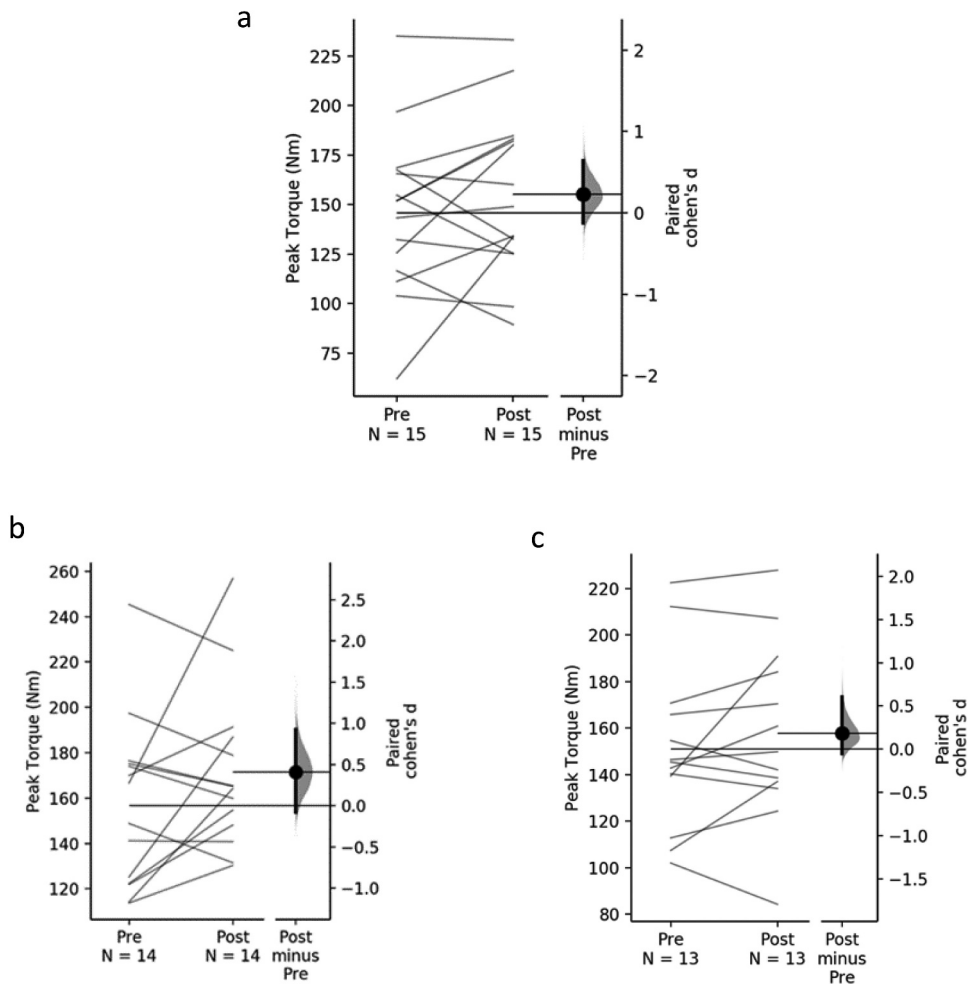 a
225
200
175
150
125
100
75
Peak Torque (Nm)
2
1
0
−1
−2
Paired
cohen's d
Pre
N = 15
Post
N = 15
Post
minus
Pre
b
260
240
220
200
180
160
140
120
Peak Torque (Nm)
2.5
2.0
1.5
1.0
0.5
0.0
−0.5
−1.0
Paired
cohen's d
Pre
N = 14
Post
N = 14
Post
minus
Pre
c
220
200
180
160
140
120
100
80
Peak Torque (Nm)
2.0
1.5
1.0
0.5
0.0
−0.5
−1.0
−1.5
Paired
cohen's d
Pre
N = 13
Post
N = 13
Post
minus
Pre